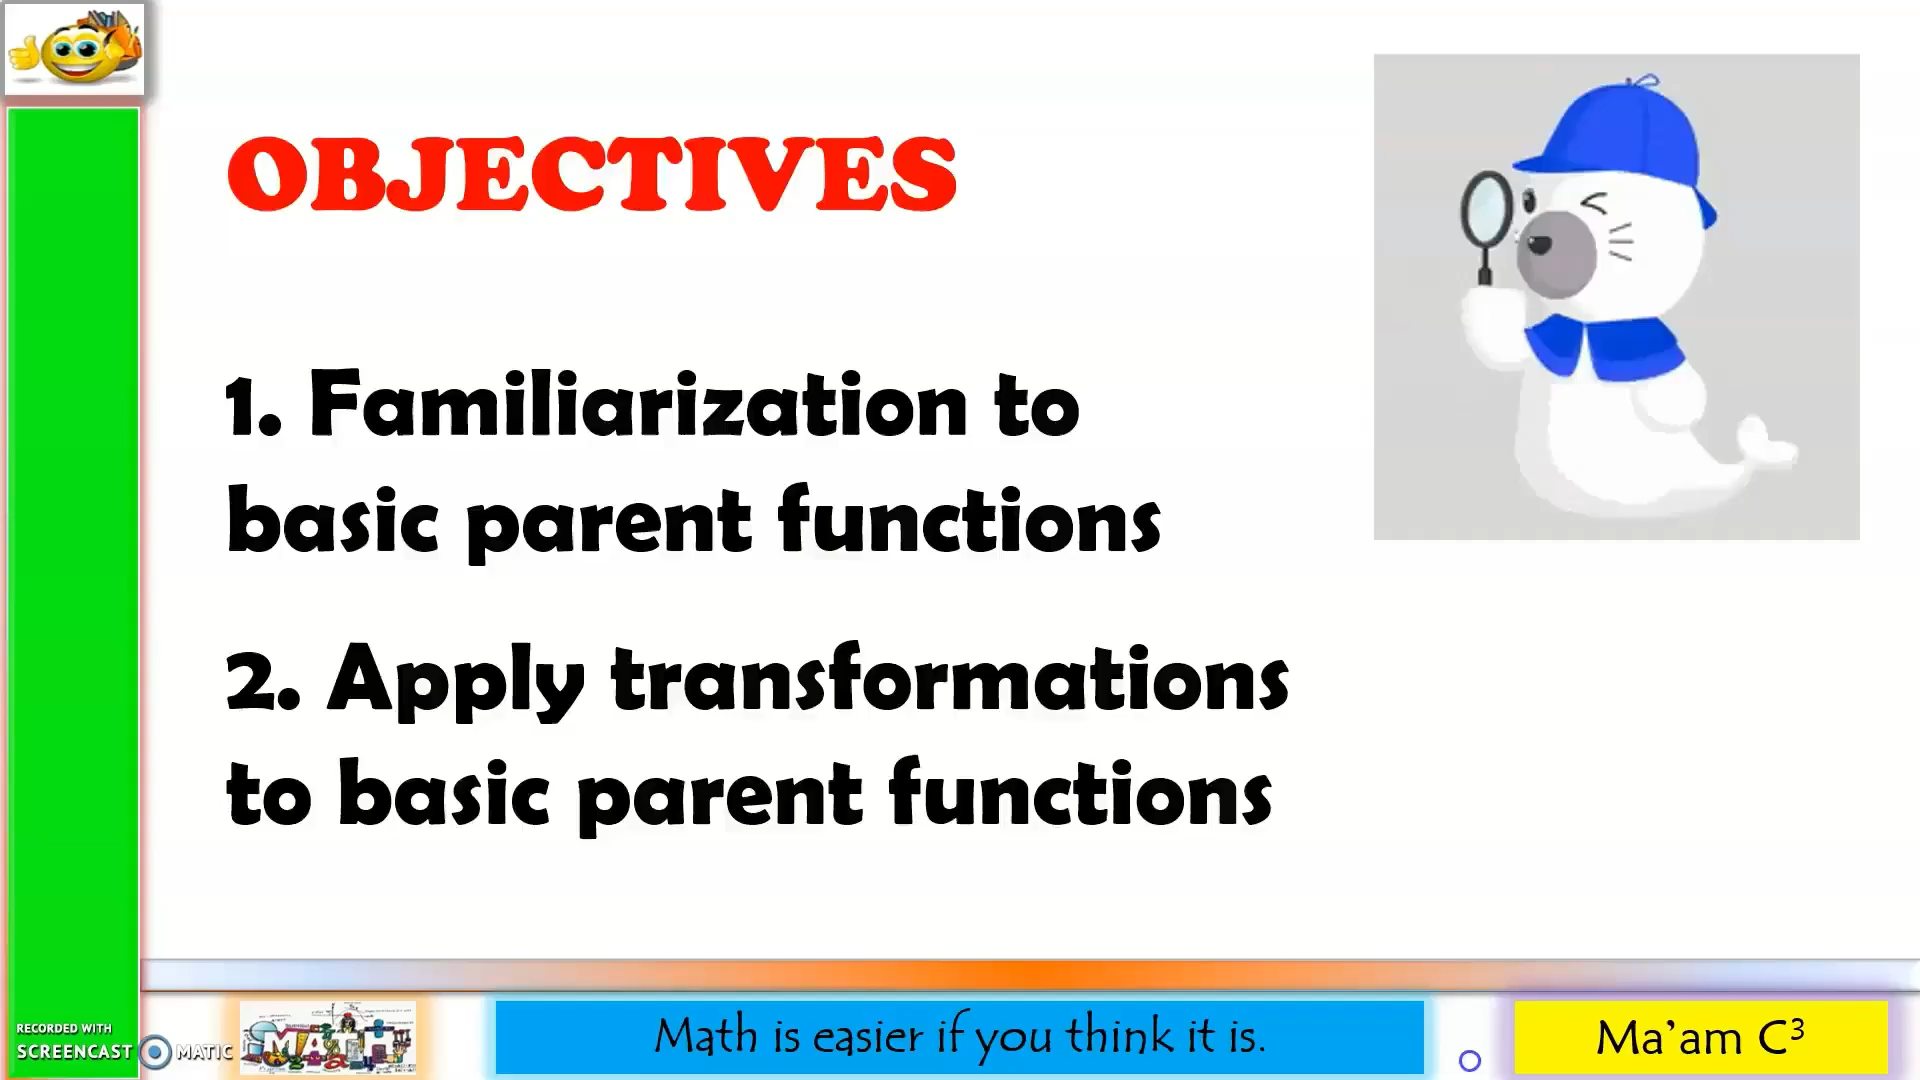 OBJECTIVES
1. Familiarization to
basic parent functions
2. Apply transformations
to basic parent functions
RECORDED WITH
SCREENCAST MATIC
MATH
Math is easier if you think it is.
Ma’am C³